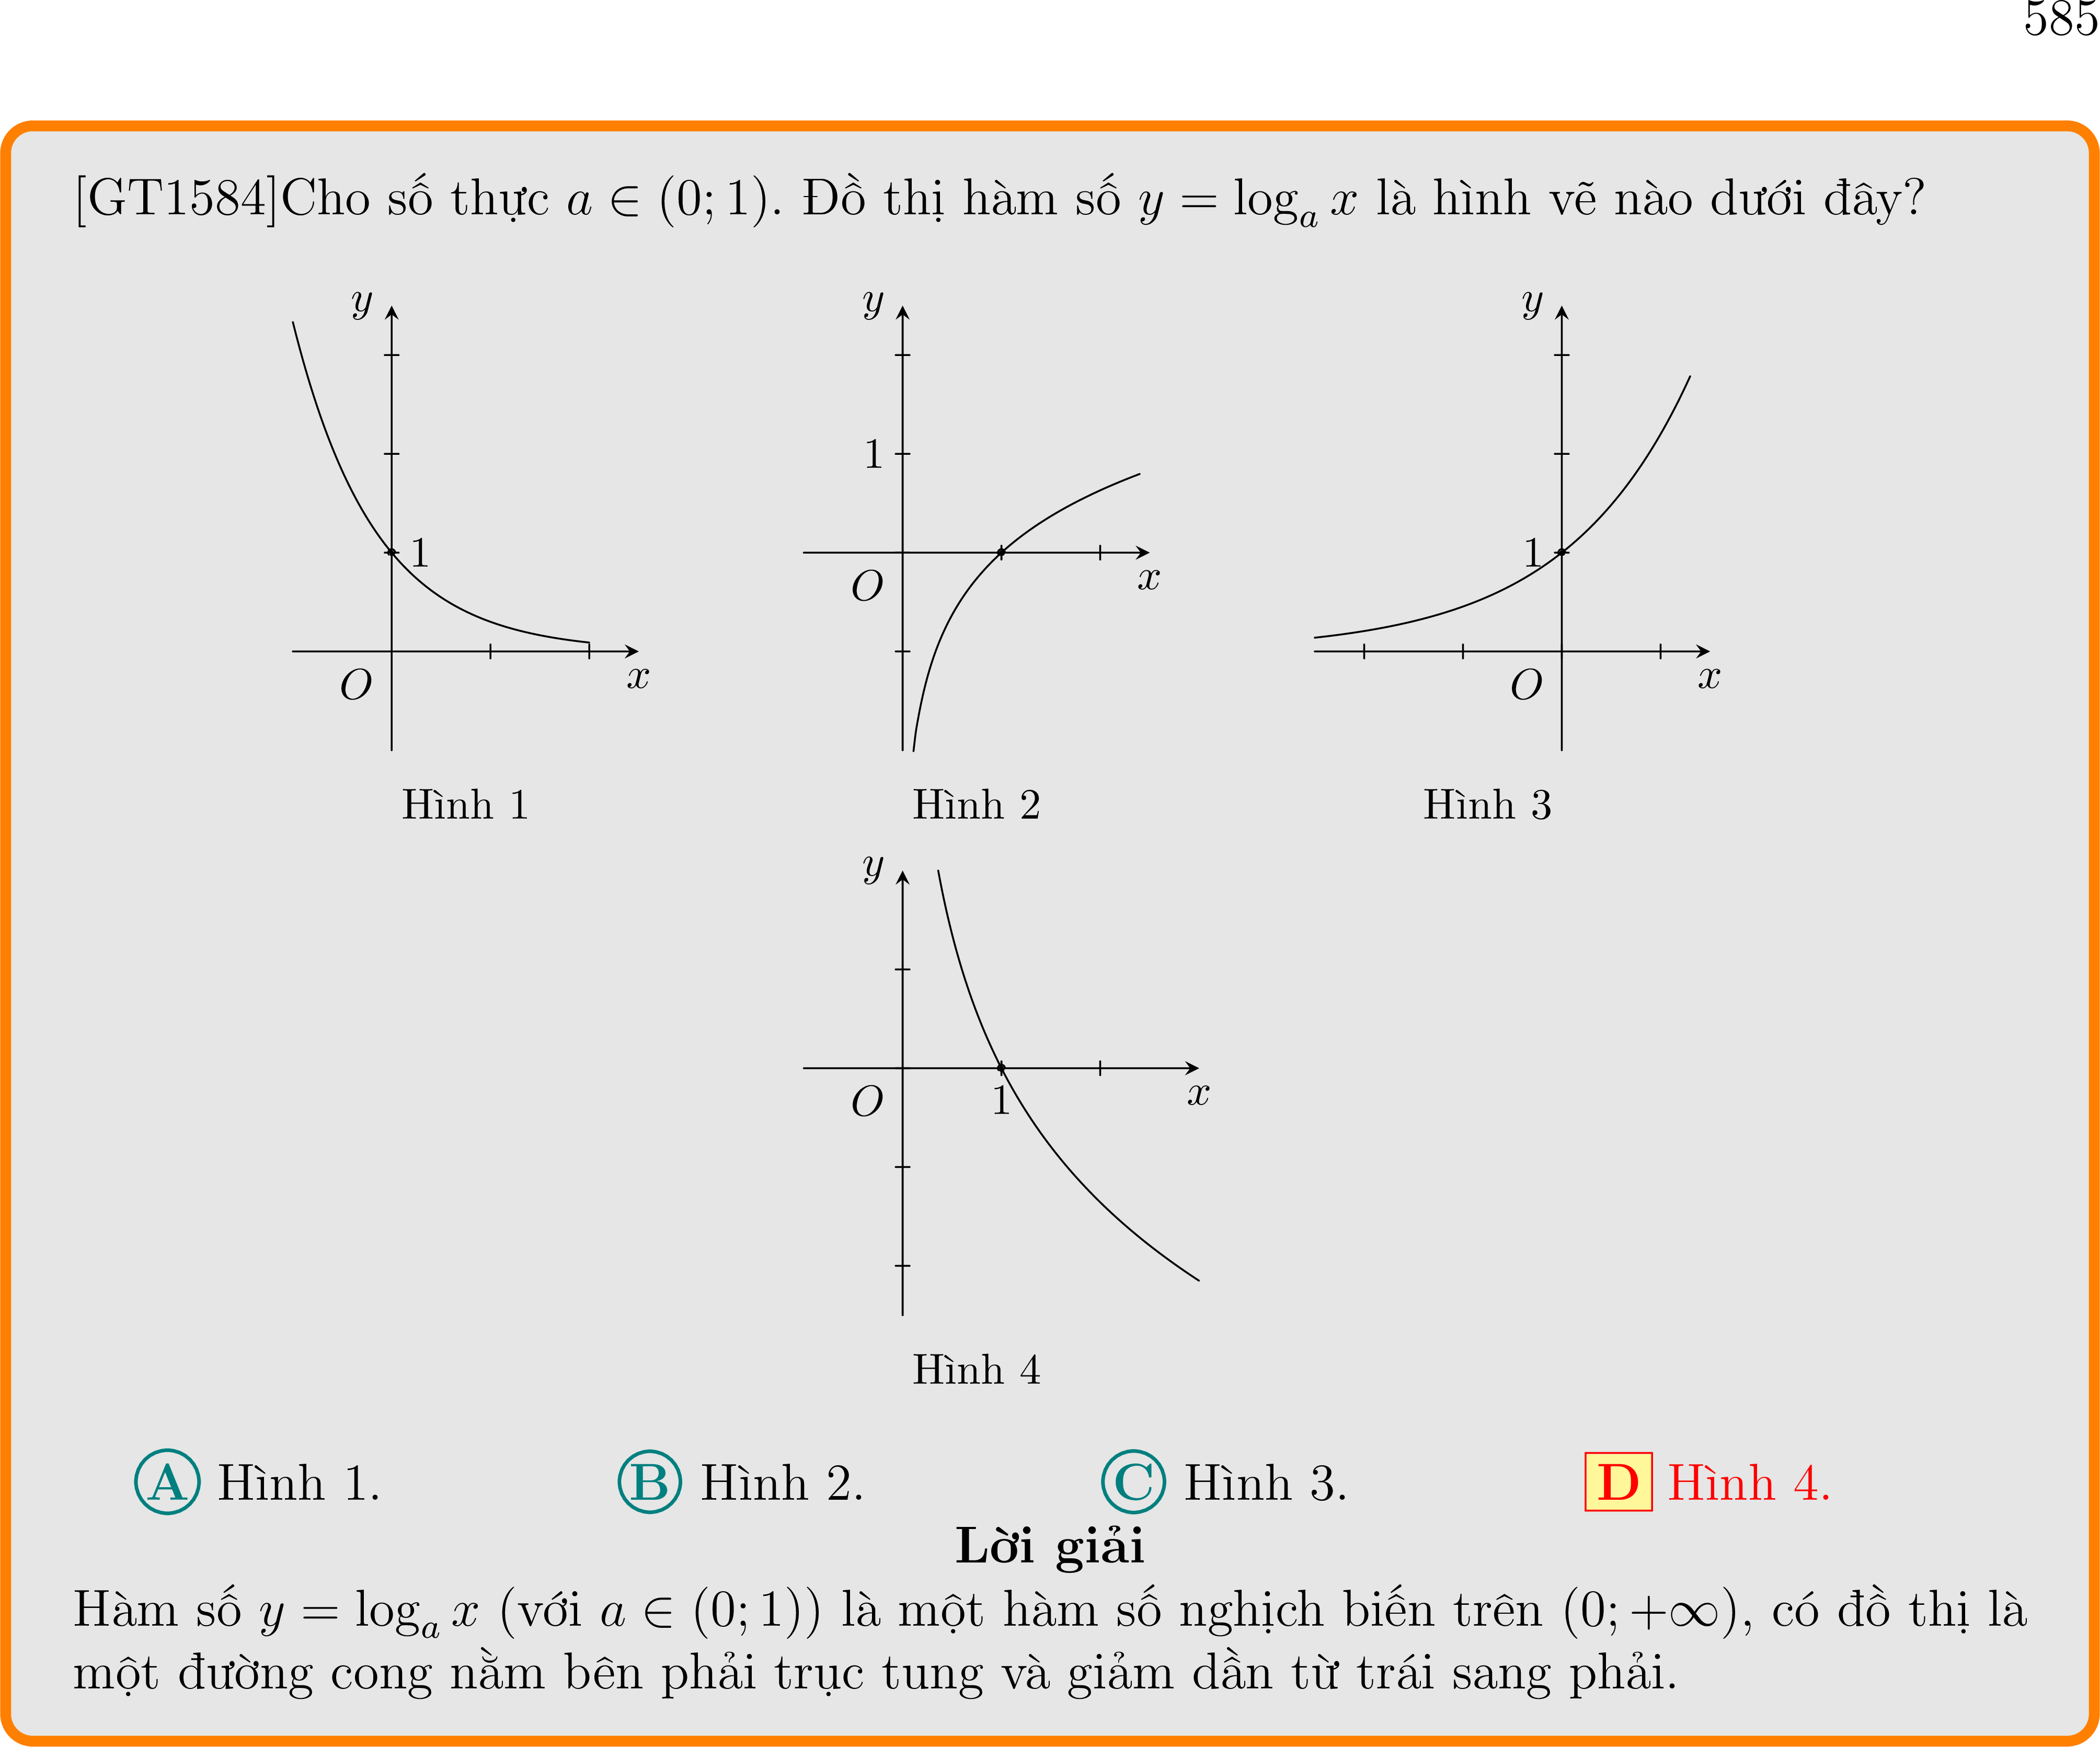 585
[GT1584]Cho số thực a ∈ (0; 1). Đồ thị hàm số y = logₐ x là hình vẽ nào dưới đây?
y
1
O
x
Hình 1
y
1
O
x
Hình 2
y
1
O
x
Hình 3
y
O
1
x
Hình 4
A Hình 1. B Hình 2. C Hình 3. D Hình 4.
Lời giải
Hàm số y = logₐ x (với a ∈ (0; 1)) là một hàm số nghịch biến trên (0; +∞), có đồ thị là
một đường cong nằm bên phải trục tung và giảm dần từ trái sang phải.